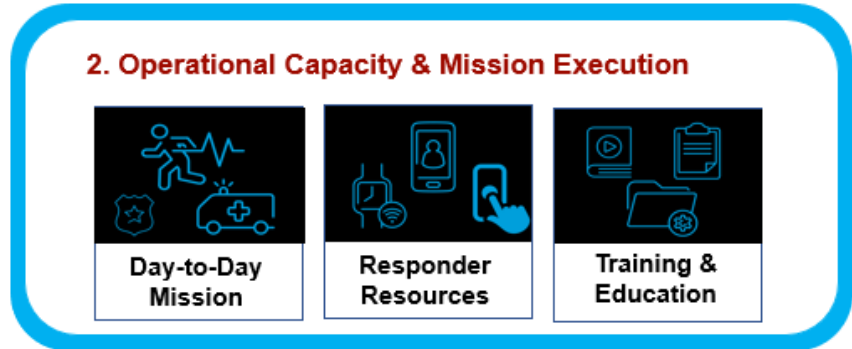 2. Operational Capacity & Mission Execution
Day-to-Day
Mission
Responder
Resources
Training &
Education